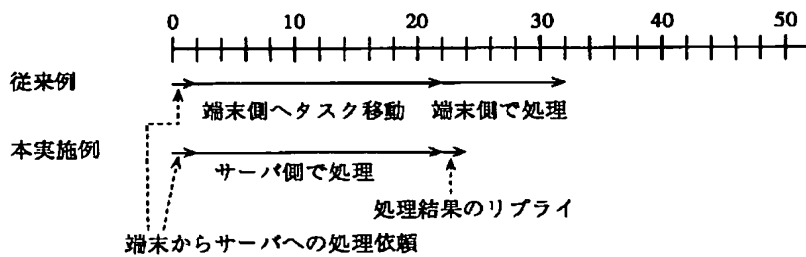 0 10 20 30 40 50
従来例
端末側へタスク移動 端末側で処理
本実施例
サーバ側で処理
処理結果のリプライ
端末からサーバへの処理依頼